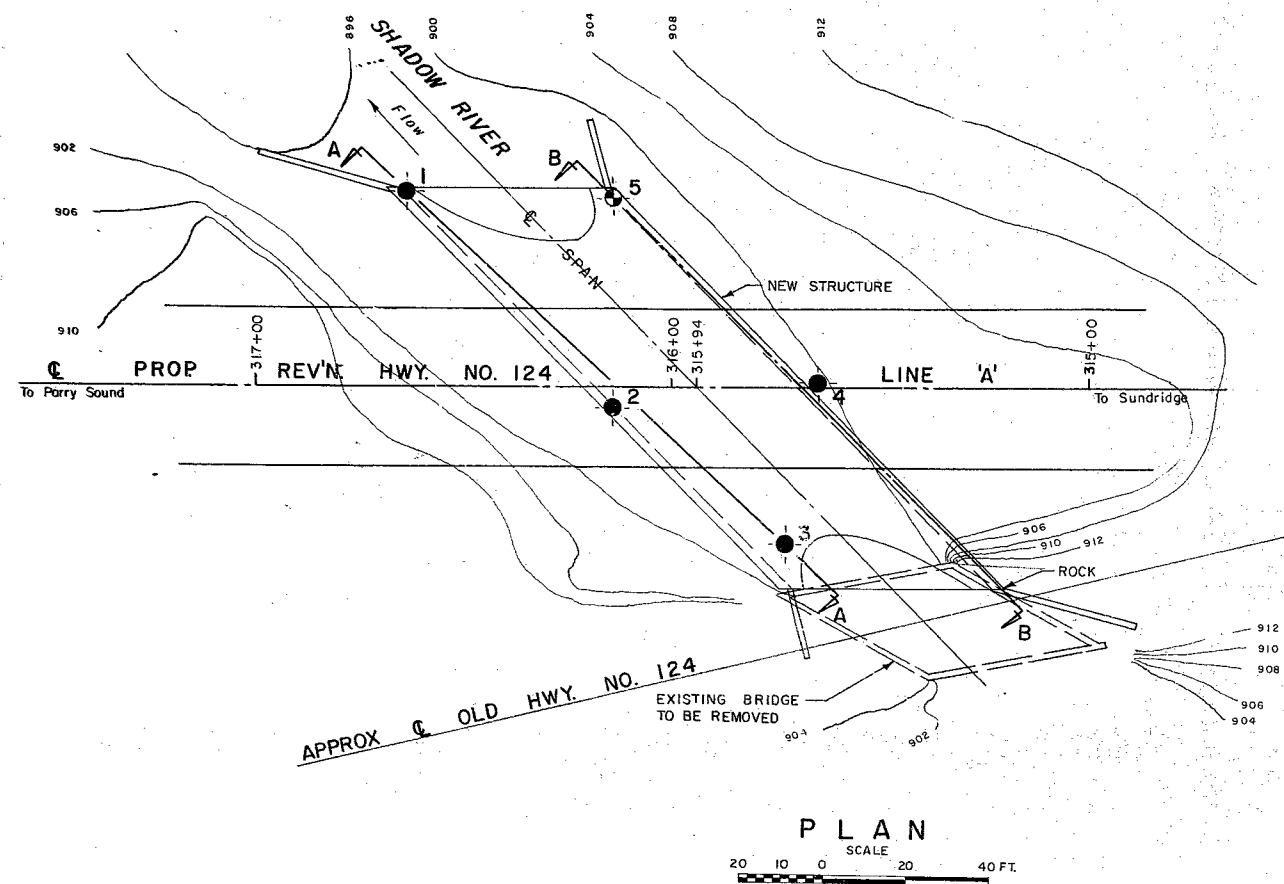 896
900
904
908
912
SHADOW RIVER
Flow
902
A
B
1
5
906
℄
SPAN
NEW STRUCTURE
910
317+00
316+00
315+94
315+00
℄ PROP. REV'N. HWY. NO. 124 LINE 'A'
To Parry Sound
To Sundridge
4
2
3
906
910
912
ROCK
A
B
912
910
908
906
904
EXISTING BRIDGE
TO BE REMOVED
904
902
APPROX ℄ OLD HWY. NO. 124
PLAN
SCALE
20 10 0 20 40 FT.